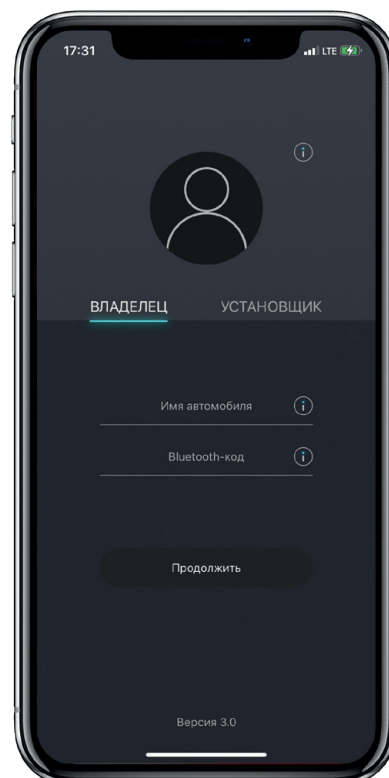 17:31
LTE
ВЛАДЕЛЕЦ
УСТАНОВЩИК
Имя автомобиля
Bluetooth-код
Продолжить
Версия 3.0